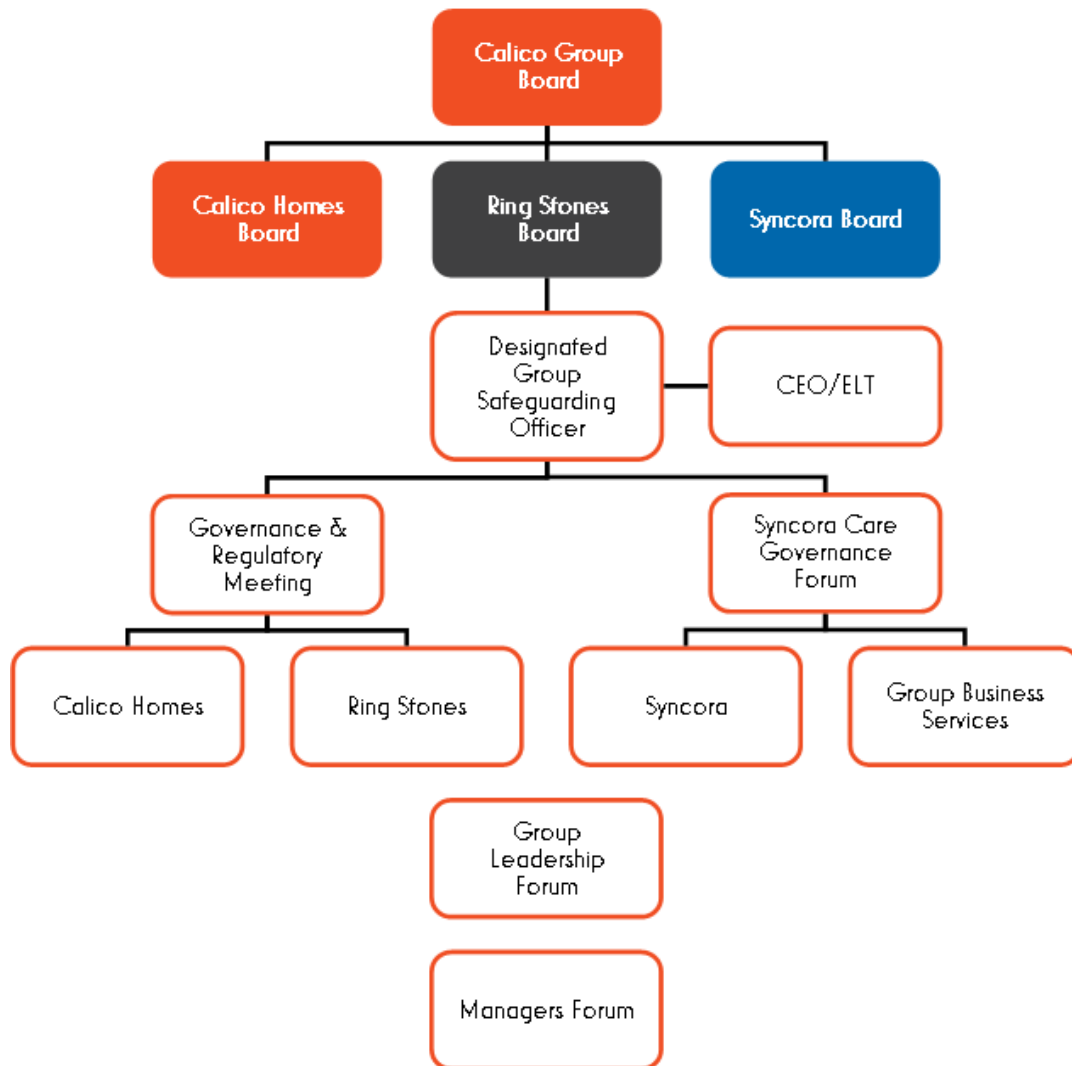 Calico Group
Board
Calico Homes
Board
Ring Stones
Board
Syncora Board
Designated
Group
Safeguarding
Officer
CEO/ELT
Governance &
Regulatory
Meeting
Syncora Care
Governance
Forum
Calico Homes
Ring Stones
Syncora
Group Business
Services
Group
Leadership
Forum
Managers Forum